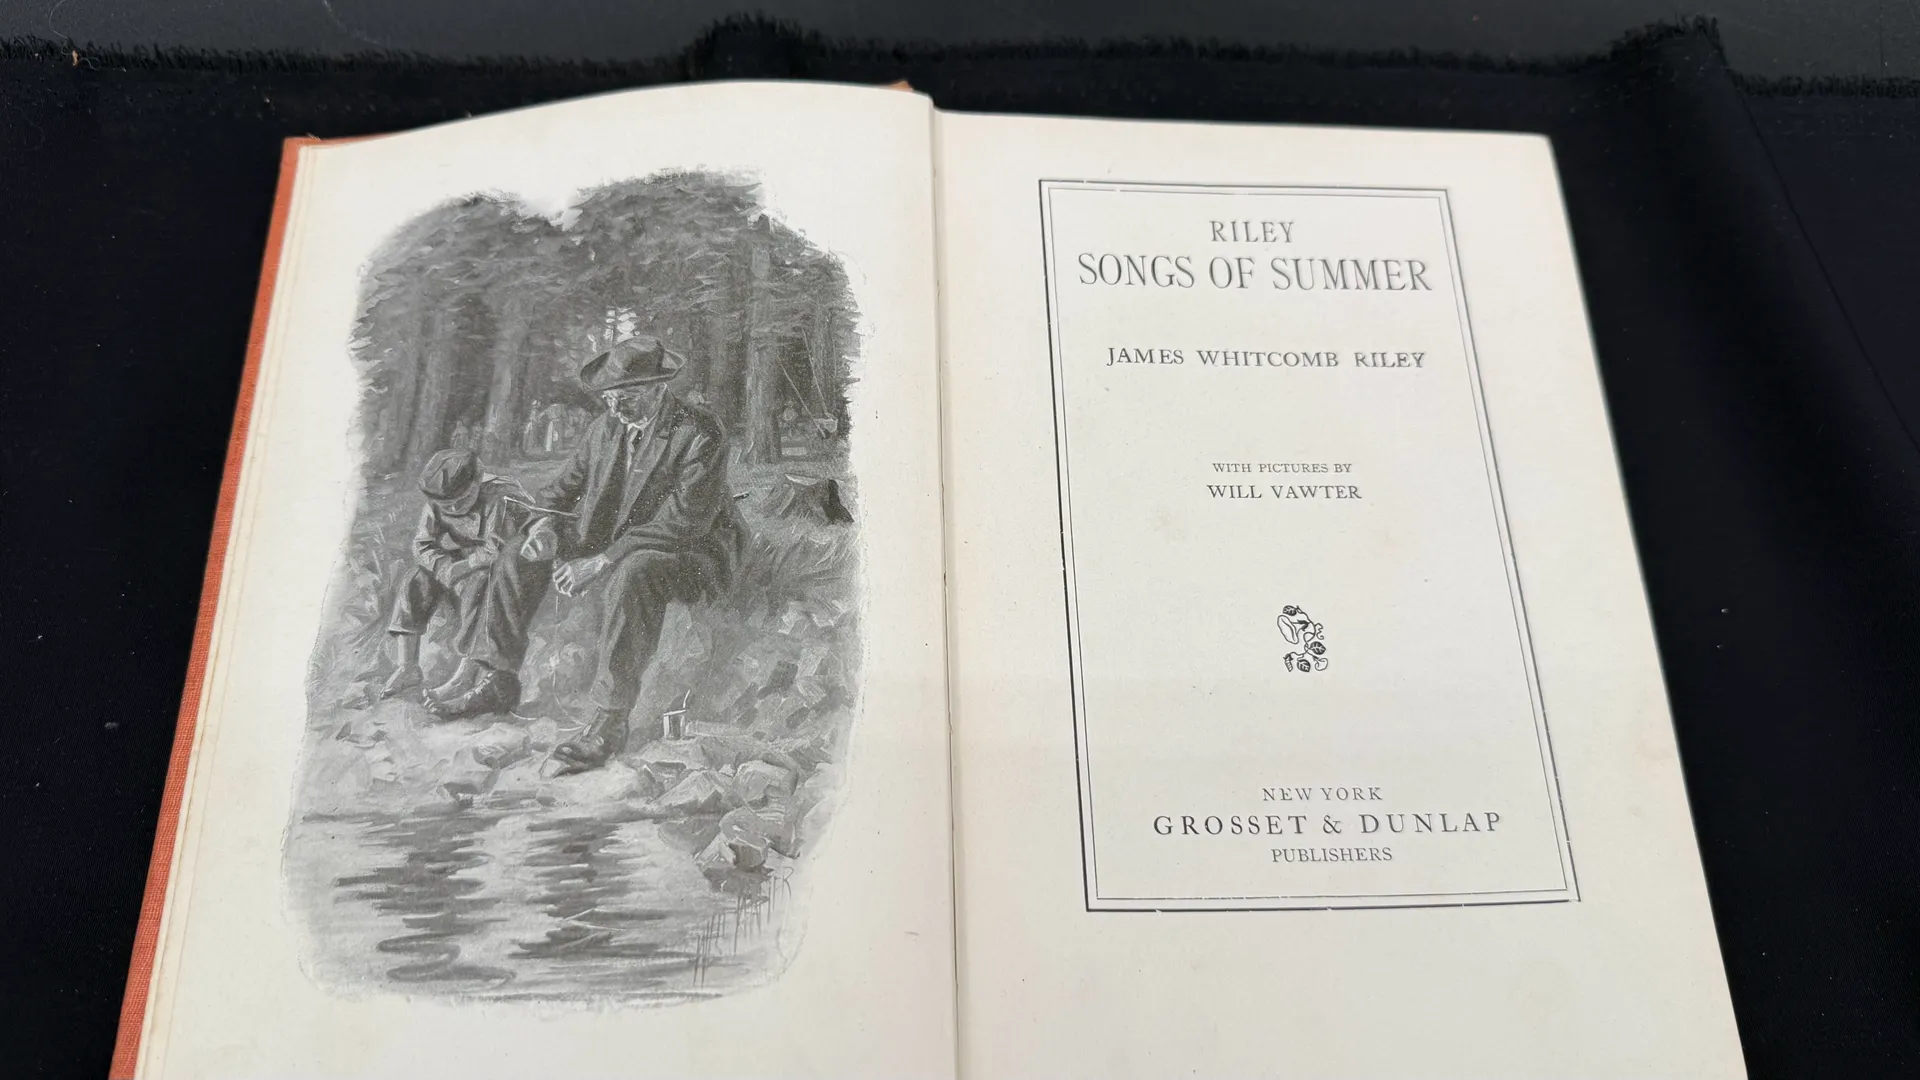 RILEY
SONGS OF SUMMER
JAMES WHITCOMB RILEY
WITH PICTURES BY
WILL VAWTER
NEW YORK
GROSSET & DUNLAP
PUBLISHERS